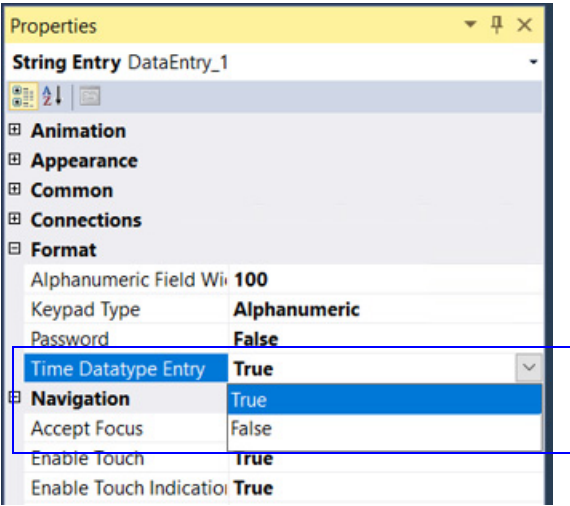 Properties
String Entry DataEntry_1
Animation
Appearance
Common
Connections
Format
Alphanumeric Field Wi 100
Keypad Type Alphanumeric
Password False
Time Datatype Entry True
Navigation True
Accept Focus False
Enable Touch True
Enable Touch Indication True